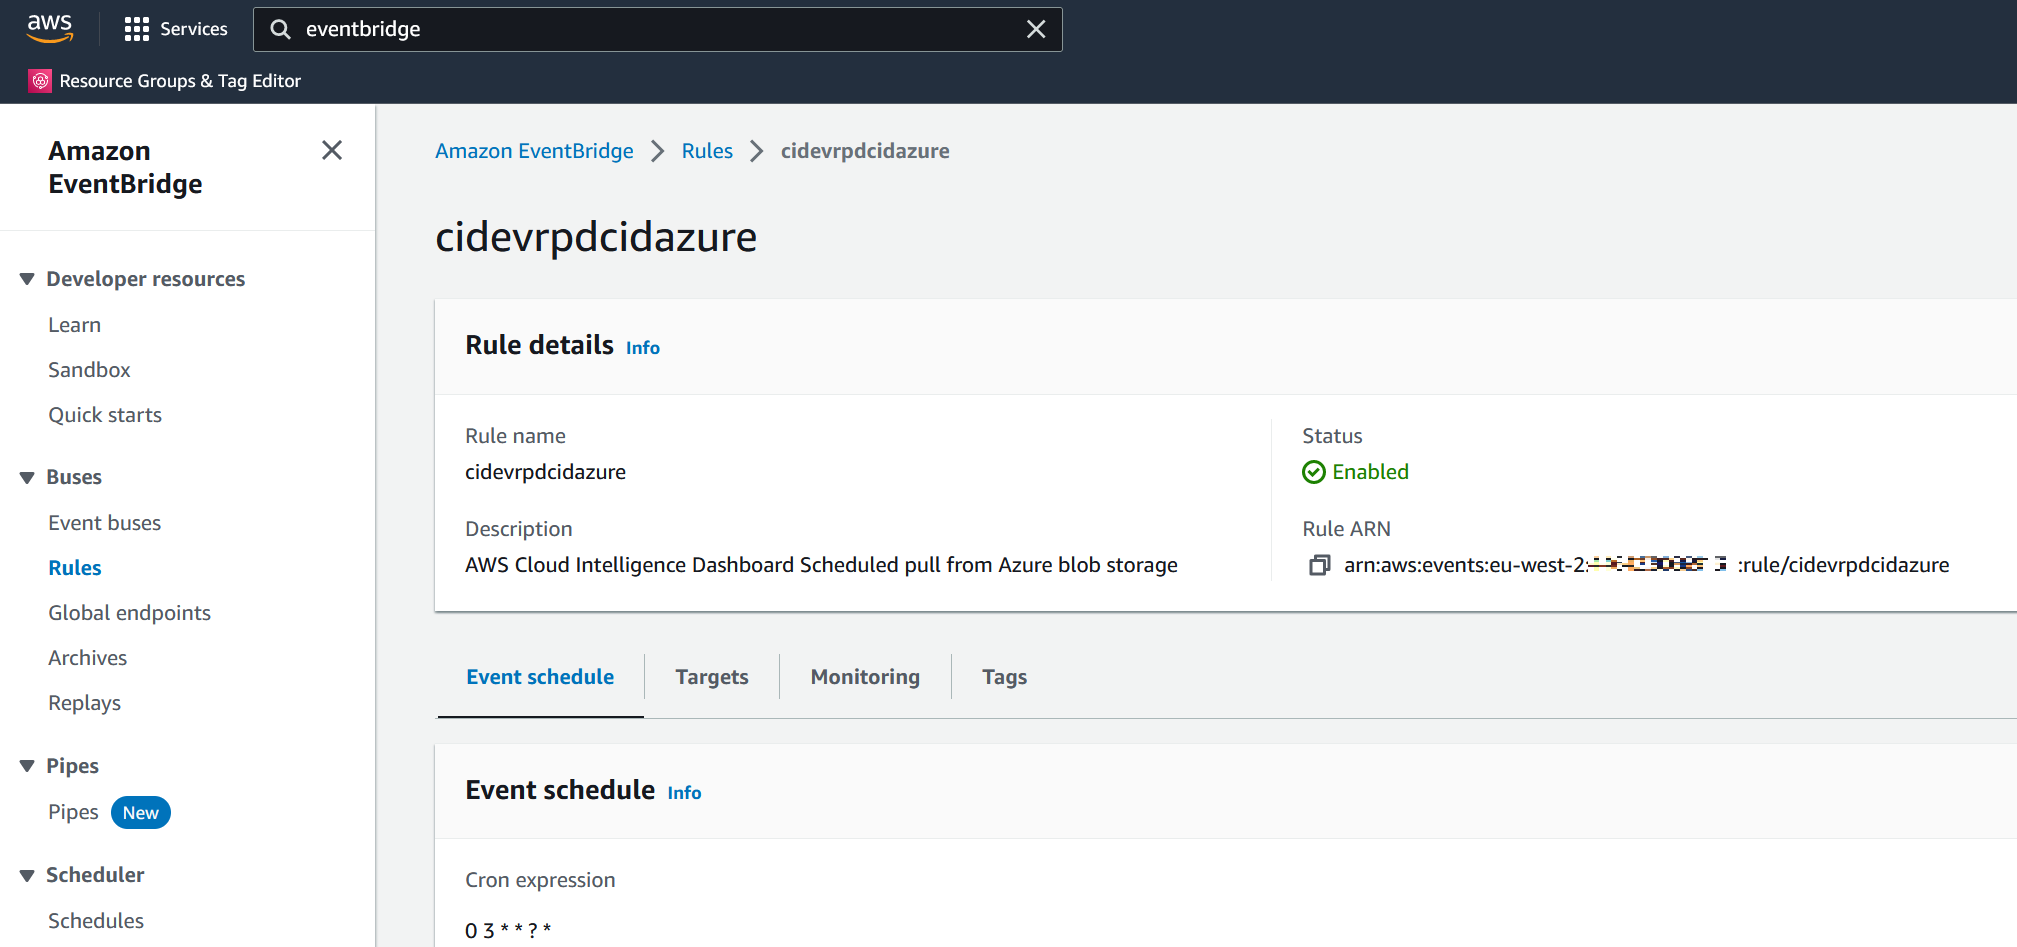 aws
Services
eventbridge
Resource Groups & Tag Editor
Amazon
EventBridge
Developer resources
Learn
Sandbox
Quick starts
Buses
Event buses
Rules
Global endpoints
Archives
Replays
Pipes
Pipes New
Scheduler
Schedules
Amazon EventBridge > Rules > cidevrpdcidazure
cidevrpdcidazure
Rule details Info
Rule name
cidevrpdcidazure
Description
AWS Cloud Intelligence Dashboard Scheduled pull from Azure blob storage
Status
Enabled
Rule ARN
arn:aws:events:eu-west-2: :rule/cidevrpdcidazure
Event schedule Targets Monitoring Tags
Event schedule Info
Cron expression
0 3 * * ? *